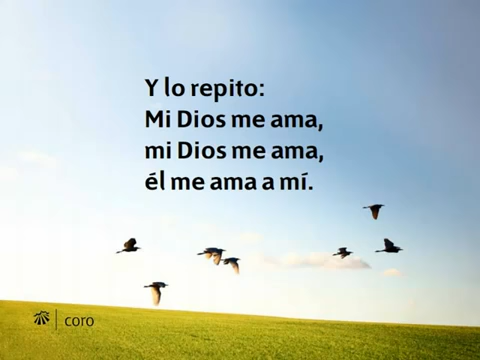 Y lo repito:
Mi Dios me ama,
mi Dios me ama,
él me ama a mí.
coro